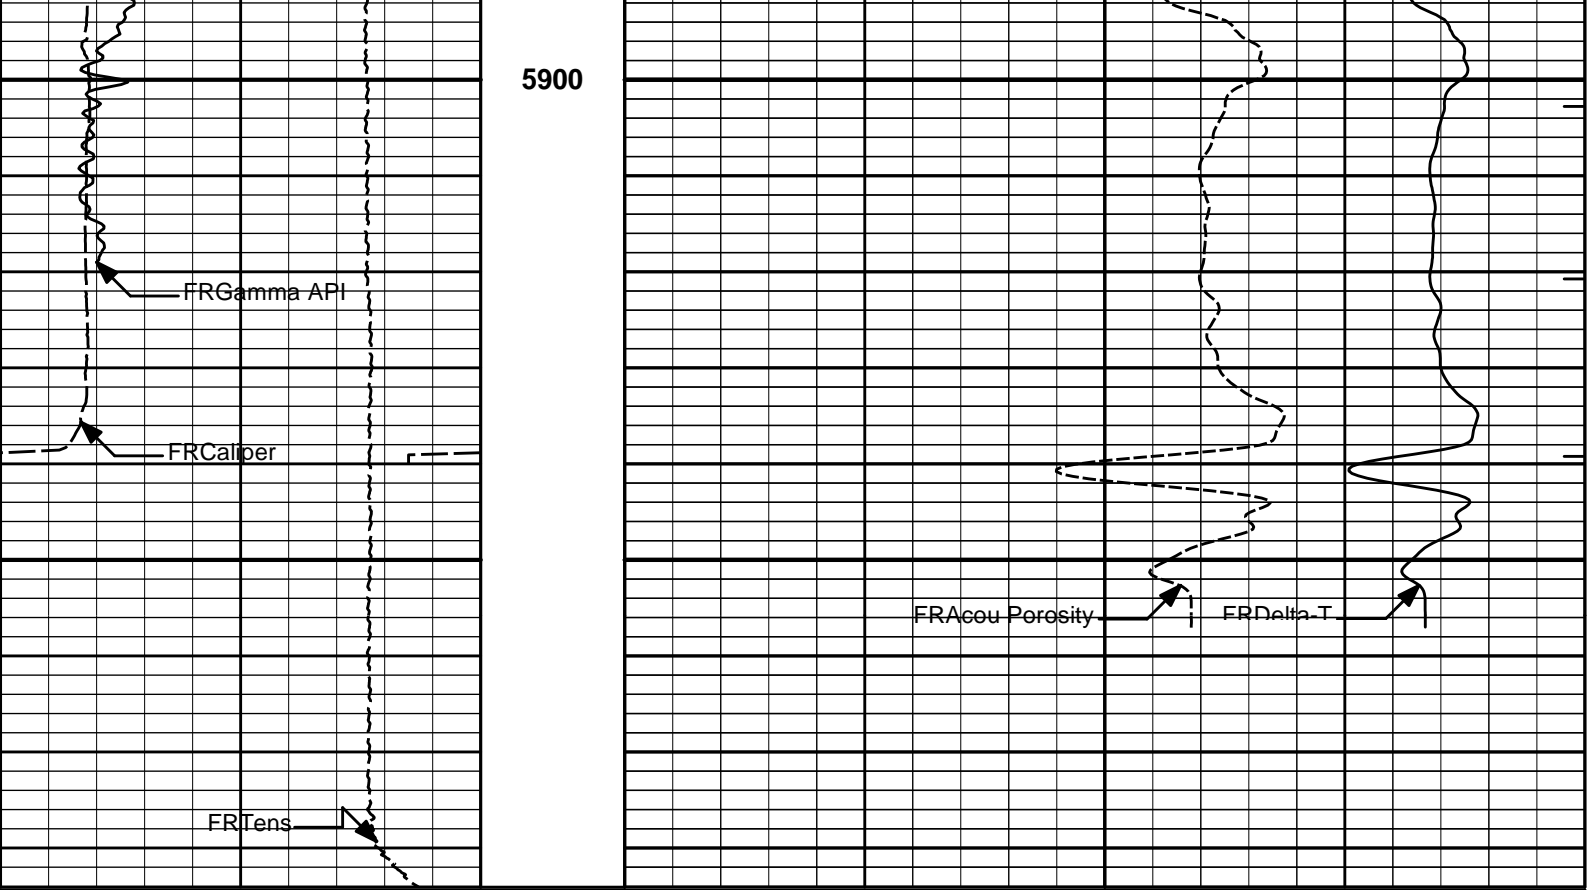 5900
FRGamma API
FRCaliper
FRAcou Porosity
FRDelta-T
FRTens